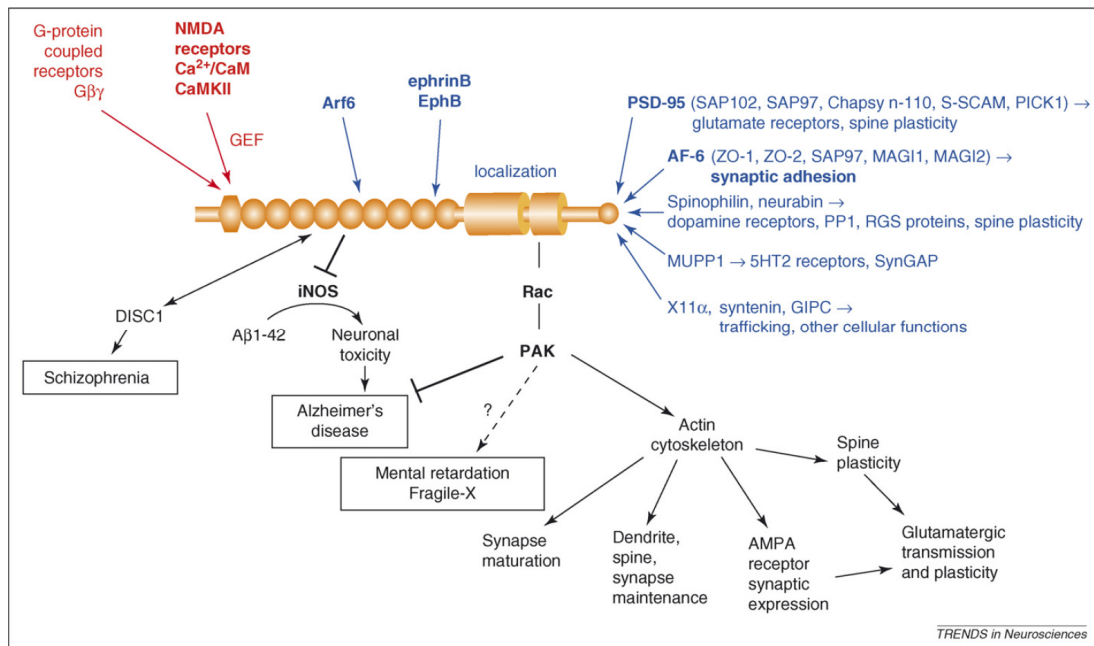 G-protein
coupled
receptors
Gβγ
NMDA
receptors
Ca²⁺/CaM
CaMKII
GEF
Arf6
ephrinB
EphB
localization
PSD-95 (SAP102, SAP97, Chapsy n-110, S-SCAM, PICK1) →
glutamate receptors, spine plasticity
AF-6 (ZO-1, ZO-2, SAP97, MAGI1, MAGI2) →
synaptic adhesion
Spinophilin, neurabin →
dopamine receptors, PP1, RGS proteins, spine plasticity
MUPP1 → 5HT2 receptors, SynGAP
X11α, syntenin, GIPC →
trafficking, other cellular functions
DISC1
Schizophrenia
iNOS
Aβ1-42
Neuronal
toxicity
Alzheimer's
disease
Rac
PAK
?
Mental retardation
Fragile-X
Actin
cytoskeleton
Spine
plasticity
Synapse
maturation
Dendrite,
spine,
synapse
maintenance
AMPA
receptor
synaptic
expression
Glutamatergic
transmission
and plasticity
TRENDS in Neurosciences